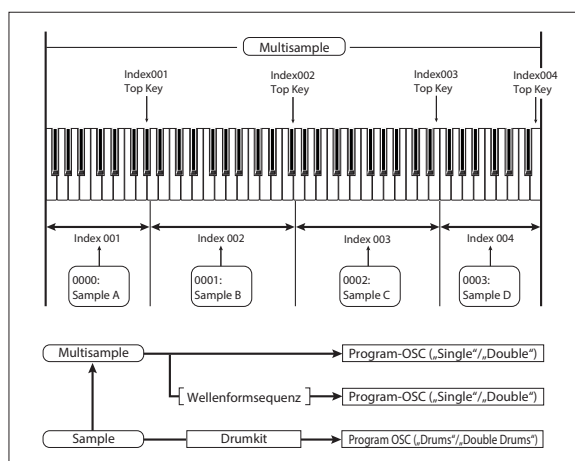 Multisample
Index001
Top Key
Index002
Top Key
Index003
Top Key
Index004
Top Key
Index 001
Index 002
Index 003
Index 004
0000:
Sample A
0001:
Sample B
0002:
Sample C
0003:
Sample D
Multisample
Program-OSC („Single“/„Double“)
Wellenformsequenz
Program-OSC („Single“/„Double“)
Sample
Drumkit
Program OSC („Drums“/„Double Drums“)